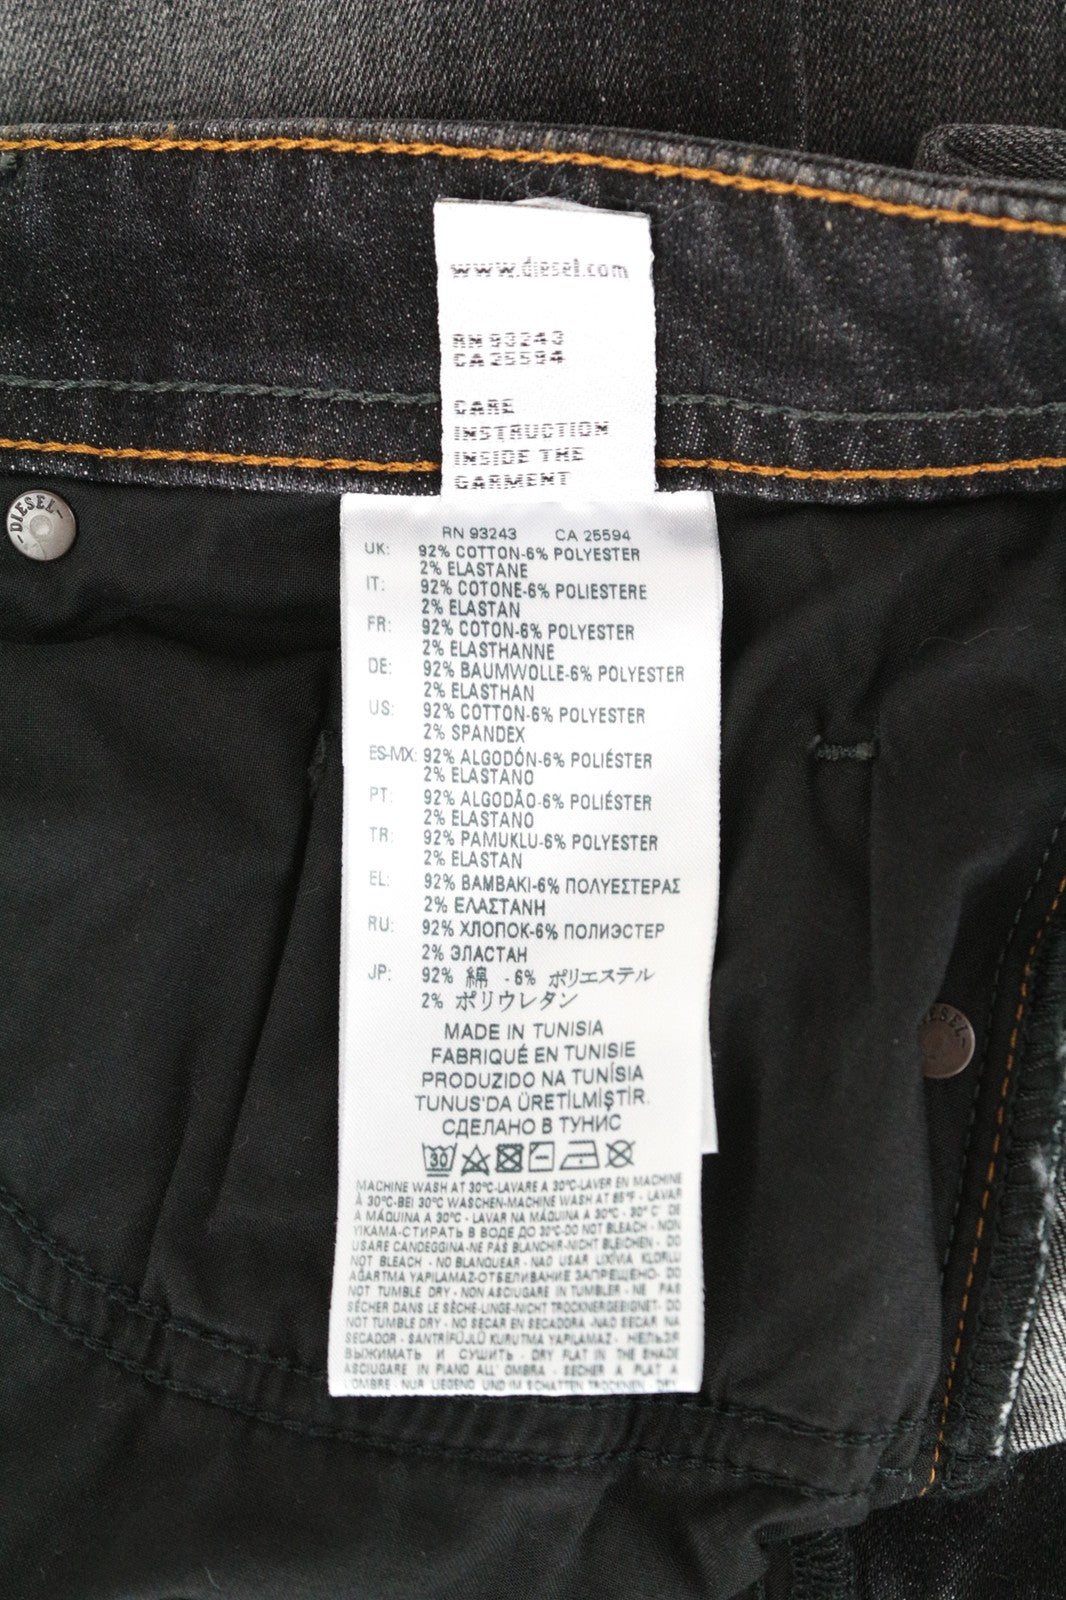 www.diesel.com
RN 93243
CA 25594
CARE
INSTRUCTION
INSIDE THE
GARMENT
-DIESEL-
RN 93243 CA 25594
UK: 92% COTTON-6% POLYESTER
2% ELASTANE
IT: 92% COTONE-6% POLIESTERE
2% ELASTAN
FR: 92% COTON-6% POLYESTER
2% ELASTHANNE
DE: 92% BAUMWOLLE-6% POLYESTER
2% ELASTHAN
US: 92% COTTON-6% POLYESTER
2% SPANDEX
ES-MX: 92% ALGODÓN-6% POLIÉSTER
2% ELASTANO
PT: 92% ALGODÃO-6% POLIÉSTER
2% ELASTANO
TR: 92% PAMUKLU-6% POLYESTER
2% ELASTAN
EL: 92% BAMBAKI-6% ΠΟΛΥΕΣΤΕΡΑΣ
2% ΕΛΑΣΤΑΝΗ
RU: 92% ХЛОПОК-6% ПОЛИЭСТЕР
2% ЭЛАСТАН
JP: 92% 綿 -6% ポリエステル
2% ポリウレタン
MADE IN TUNISIA
FABRIQUÉ EN TUNISIE
PRODUZIDO NA TUNÍSIA
TUNUS'DA ÜRETİLMİŞTİR.
СДЕЛАНО В ТУНИС
30
MACHINE WASH AT 30°C-LAVARE A 30°C-LAVER EN MACHINE
À 30°C-BEI 30°C WASCHEN-MACHINE WASH AT 85°F - LAVAR
A MÁQUINA A 30°C - LAVAR NA MÁQUINA A 30°C - 30° C' DE
YIKAMA-СТИРАТЬ В ВОДЕ ДО 30°C-DO NOT BLEACH - NON
USARE CANDEGGINA-NE PAS BLANCHIR-NICHT BLEICHEN - DO
NOT BLEACH - NO BLANQUEAR - NAO USAR LIXÍVIA KLORLU
AĞARTMA YAPILAMAZ-ОТБЕЛИВАНИЕ ЗАПРЕЩЕНО- DO
NOT TUMBLE DRY - NON ASCIUGARE IN TUMBLER - NE PAS
SÉCHER DANS LE SÈCHE-LINGE-NICHT TROCKNERGEEIGNET- DO
NOT TUMBLE DRY - NO SECAR EN SECADORA -NAO SECAR NA
SECADOR - SANTRİFÜJLÜ KURUTMA YAPILAMAZ - НЕЛЬЗЯ
ВЫЖИМАТЬ И СУШИТЬ - DRY FLAT IN THE SHADE
ASCIUGARE IN PIANO ALL' OMBRA - SECHER A PLAT A
L'OMBRE - NUR LIEGEND UND IM SCHATTEN TROCKNEN - DRY